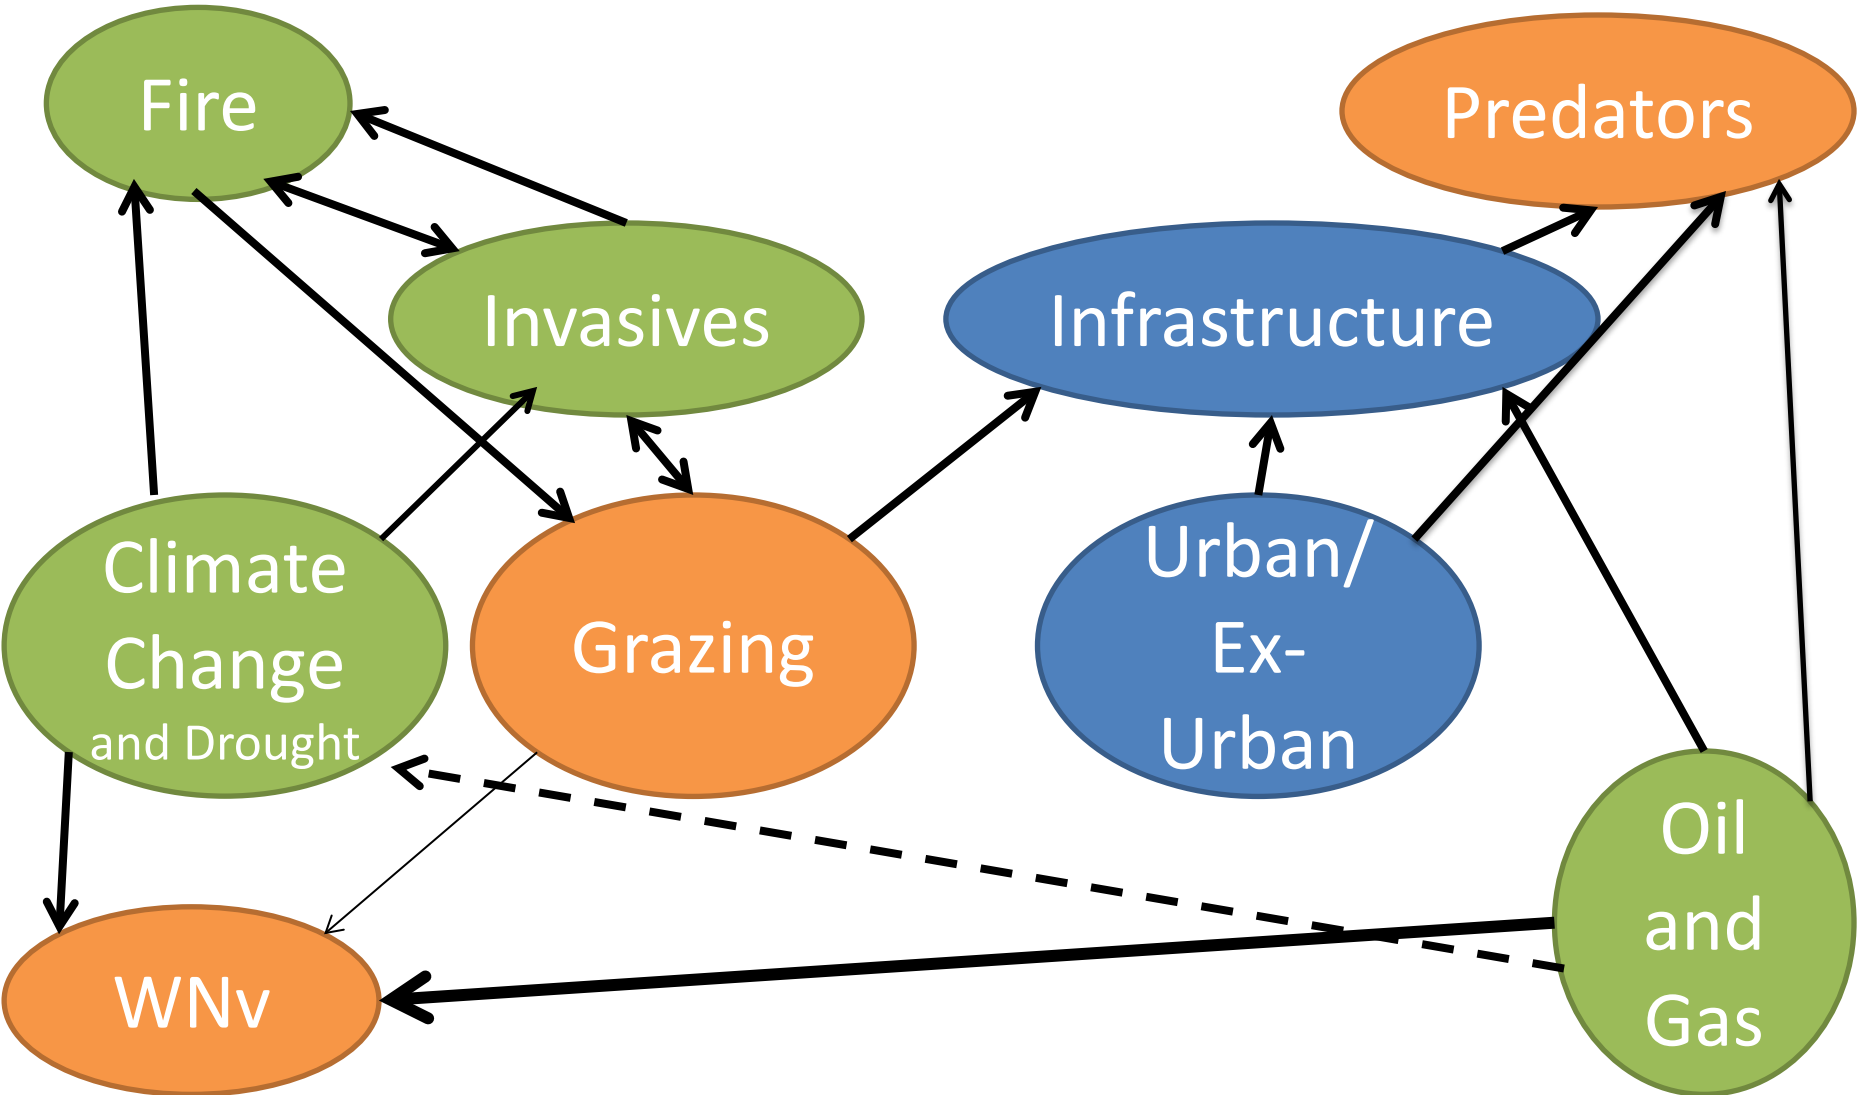 Fire
Predators
Invasives
Infrastructure
Climate
Change
and Drought
Grazing
Urban/
Ex-
Urban
Oil
and
Gas
WNv